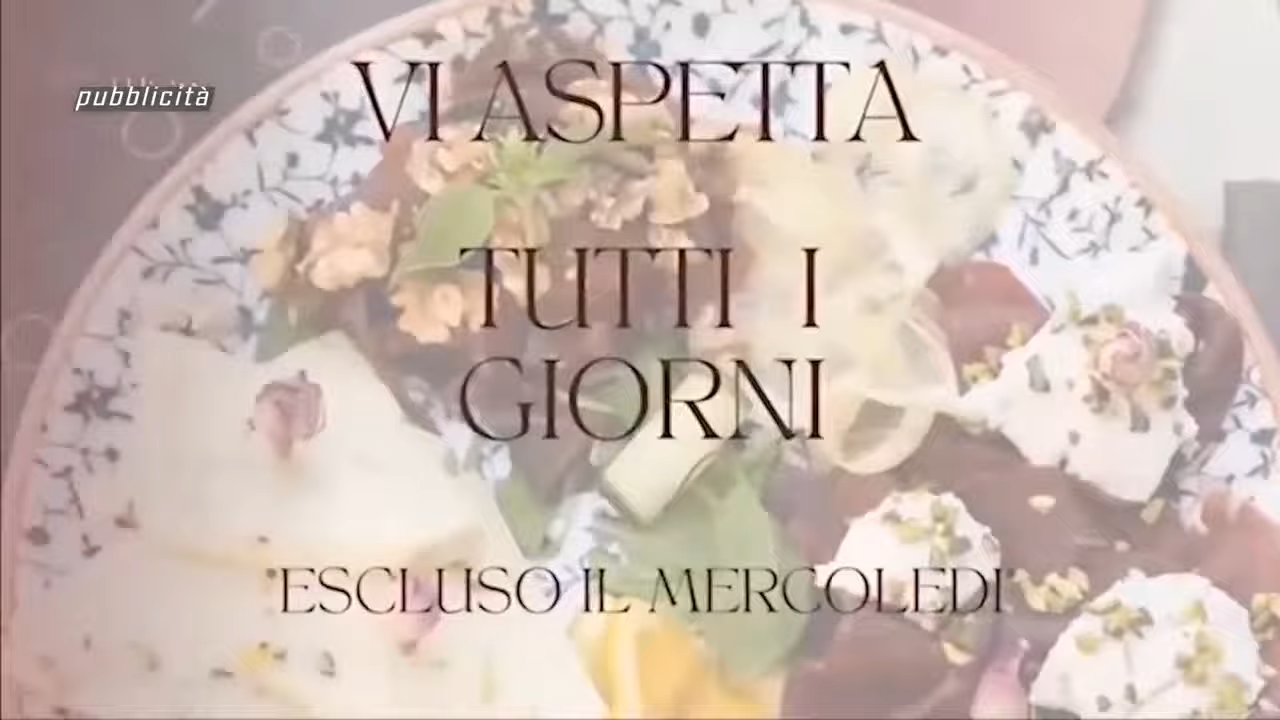 pubblicità
VI ASPETTA
TUTTI I
GIORNI
"ESCLUSO IL MERCOLEDI"